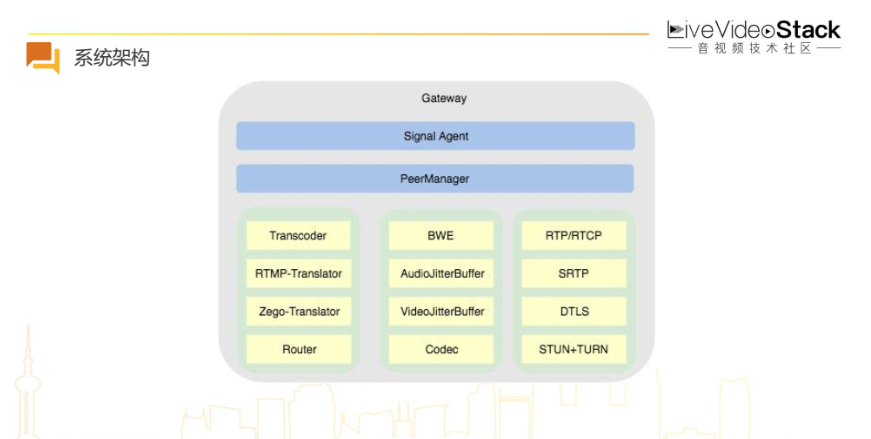 LiveVideoStack
音视频技术社区
系统架构
Gateway
Signal Agent
PeerManager
Transcoder
RTMP-Translator
Zego-Translator
Router
BWE
AudioJitterBuffer
VideoJitterBuffer
Codec
RTP/RTCP
SRTP
DTLS
STUN+TURN